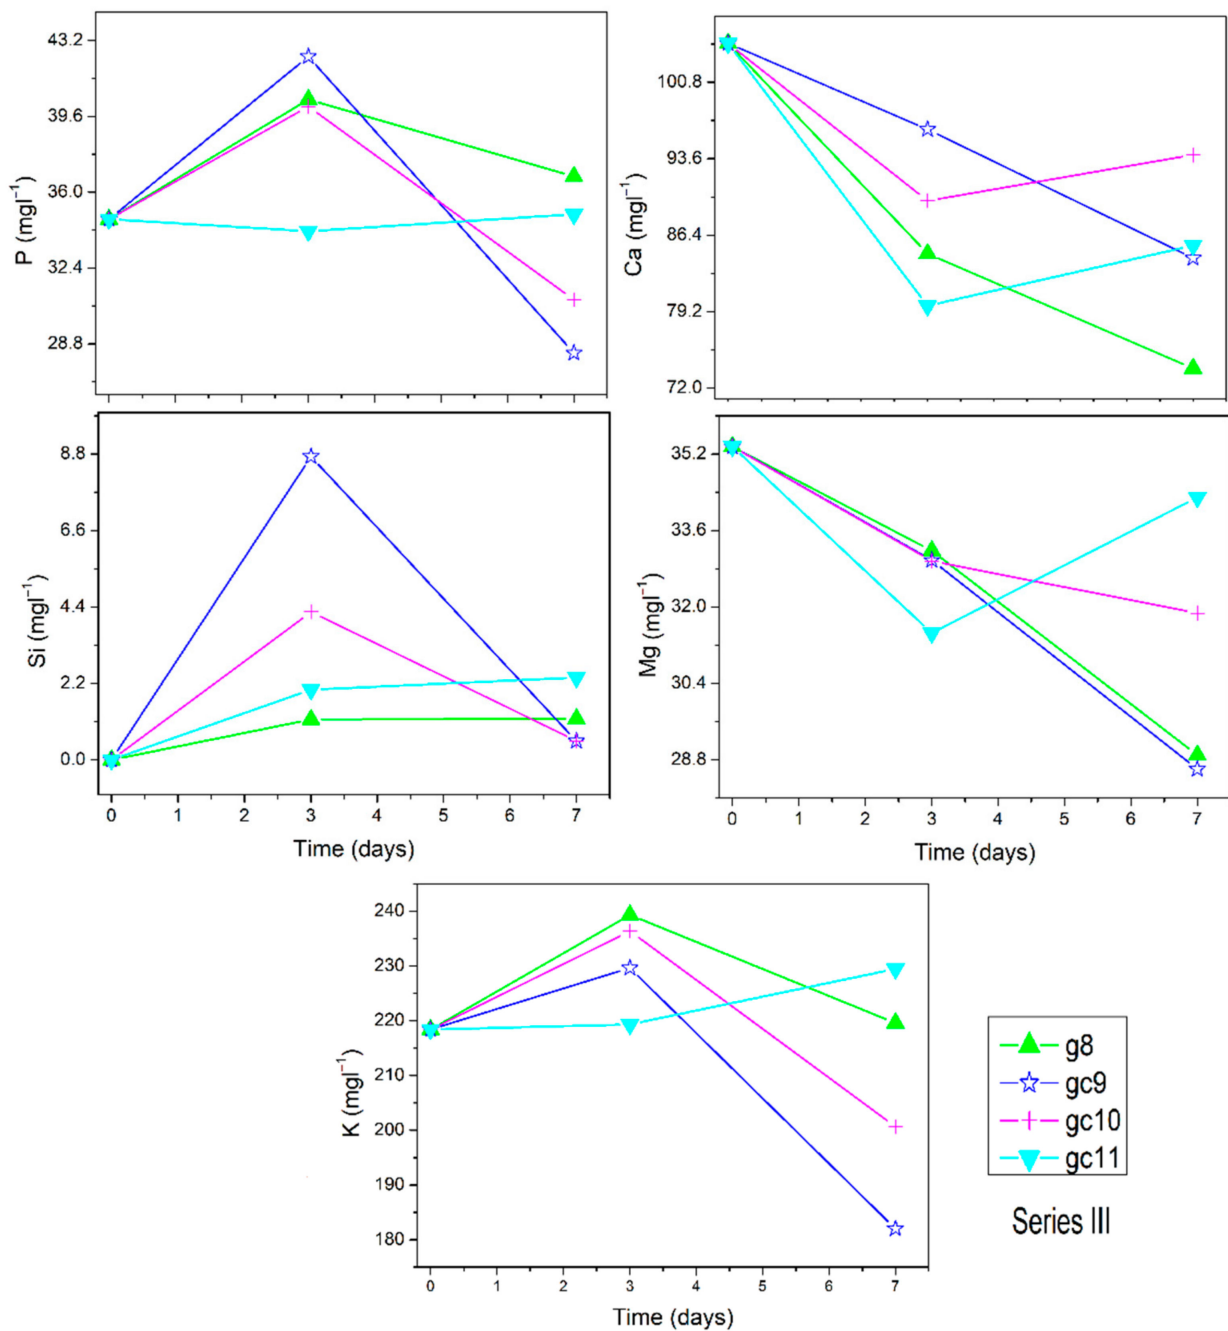 43.2
39.6
36.0
32.4
28.8
P (mgl⁻¹)
100.8
93.6
86.4
79.2
72.0
Ca (mgl⁻¹)
8.8
6.6
4.4
2.2
0.0
Si (mgl⁻¹)
0 1 2 3 4 5 6 7
Time (days)
35.2
33.6
32.0
30.4
28.8
Mg (mgl⁻¹)
0 1 2 3 4 5 6 7
Time (days)
240
230
220
210
200
190
180
K (mgl⁻¹)
0 1 2 3 4 5 6 7
Time (days)
g8
gc9
gc10
gc11
Series III